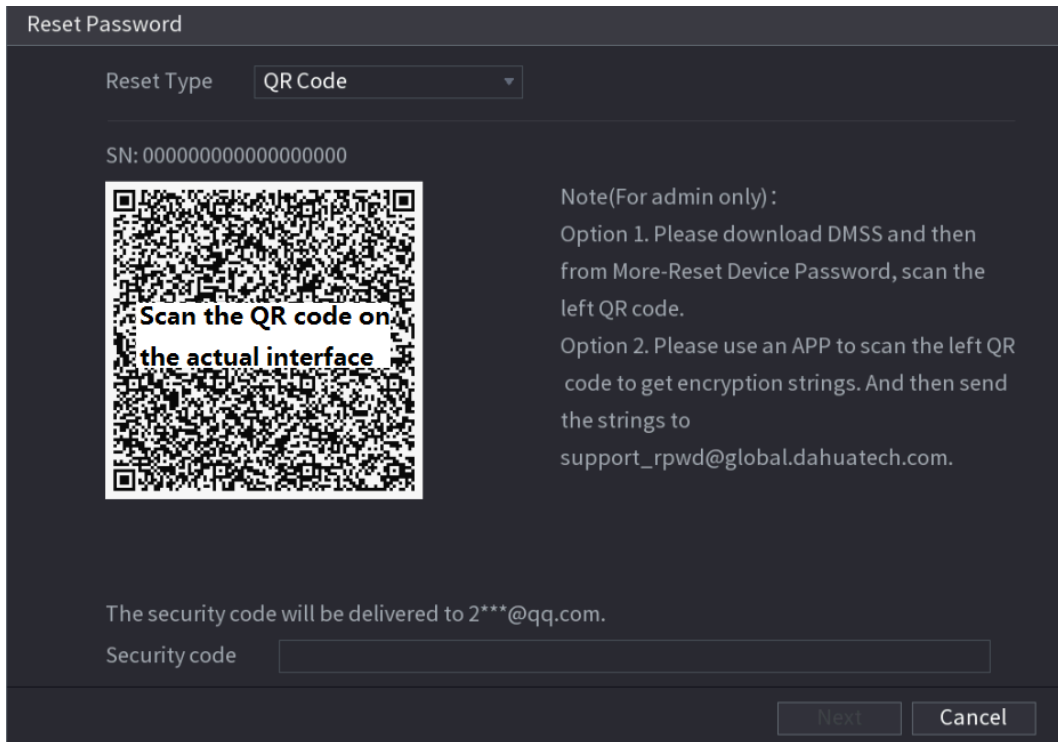 Reset Password
Reset Type
QR Code
SN: 000000000000000000
Scan the QR code on
the actual interface
Note(For admin only):
Option 1. Please download DMSS and then
from More-Reset Device Password, scan the
left QR code.
Option 2. Please use an APP to scan the left QR
code to get encryption strings. And then send
the strings to
support_rpwd@global.dahuatech.com.
The security code will be delivered to 2***@qq.com.
Security code
Next
Cancel